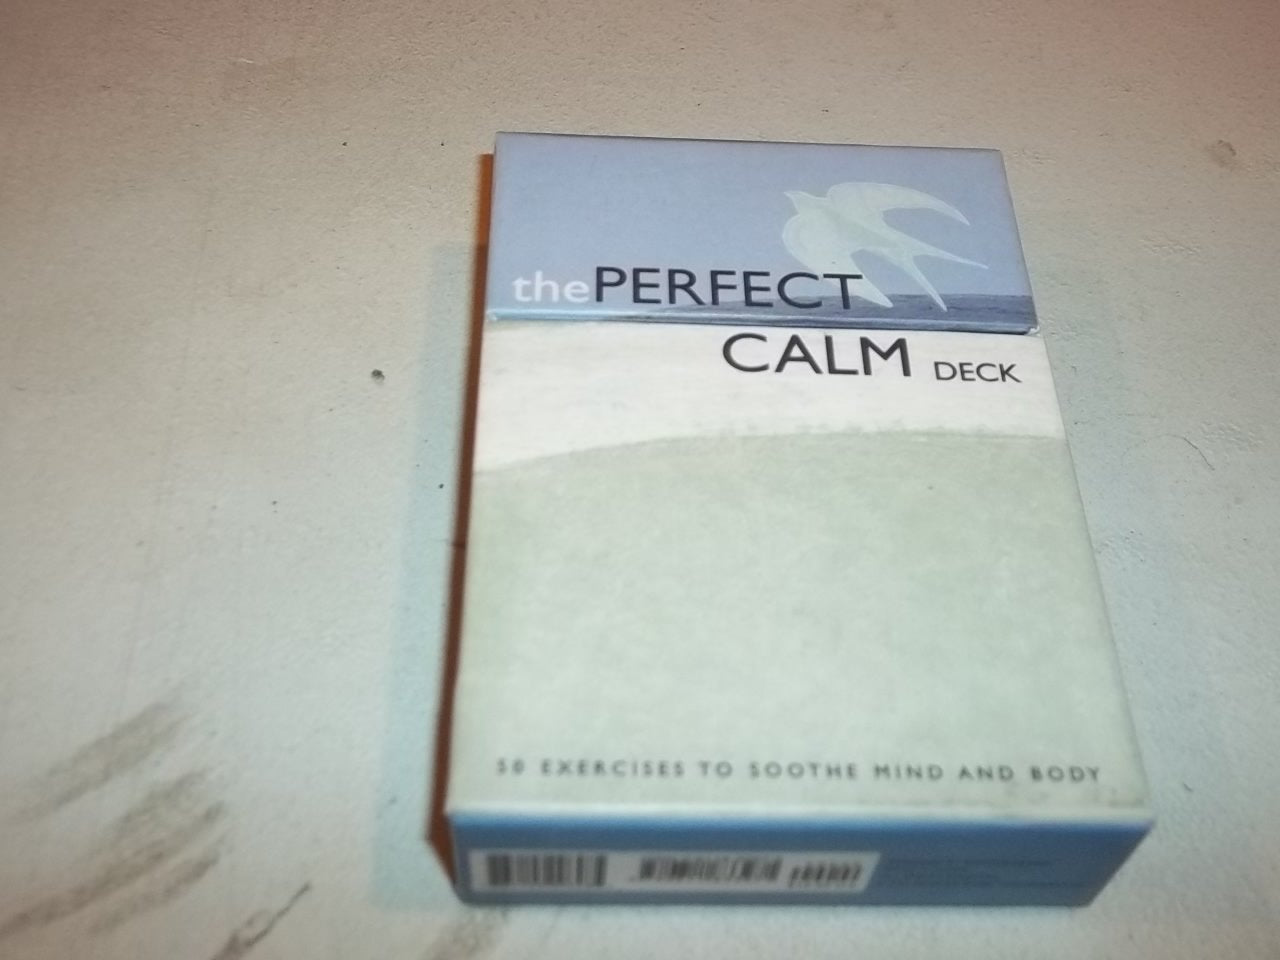 thePERFECT
CALM DECK
50 EXERCISES TO SOOTHE MIND AND BODY